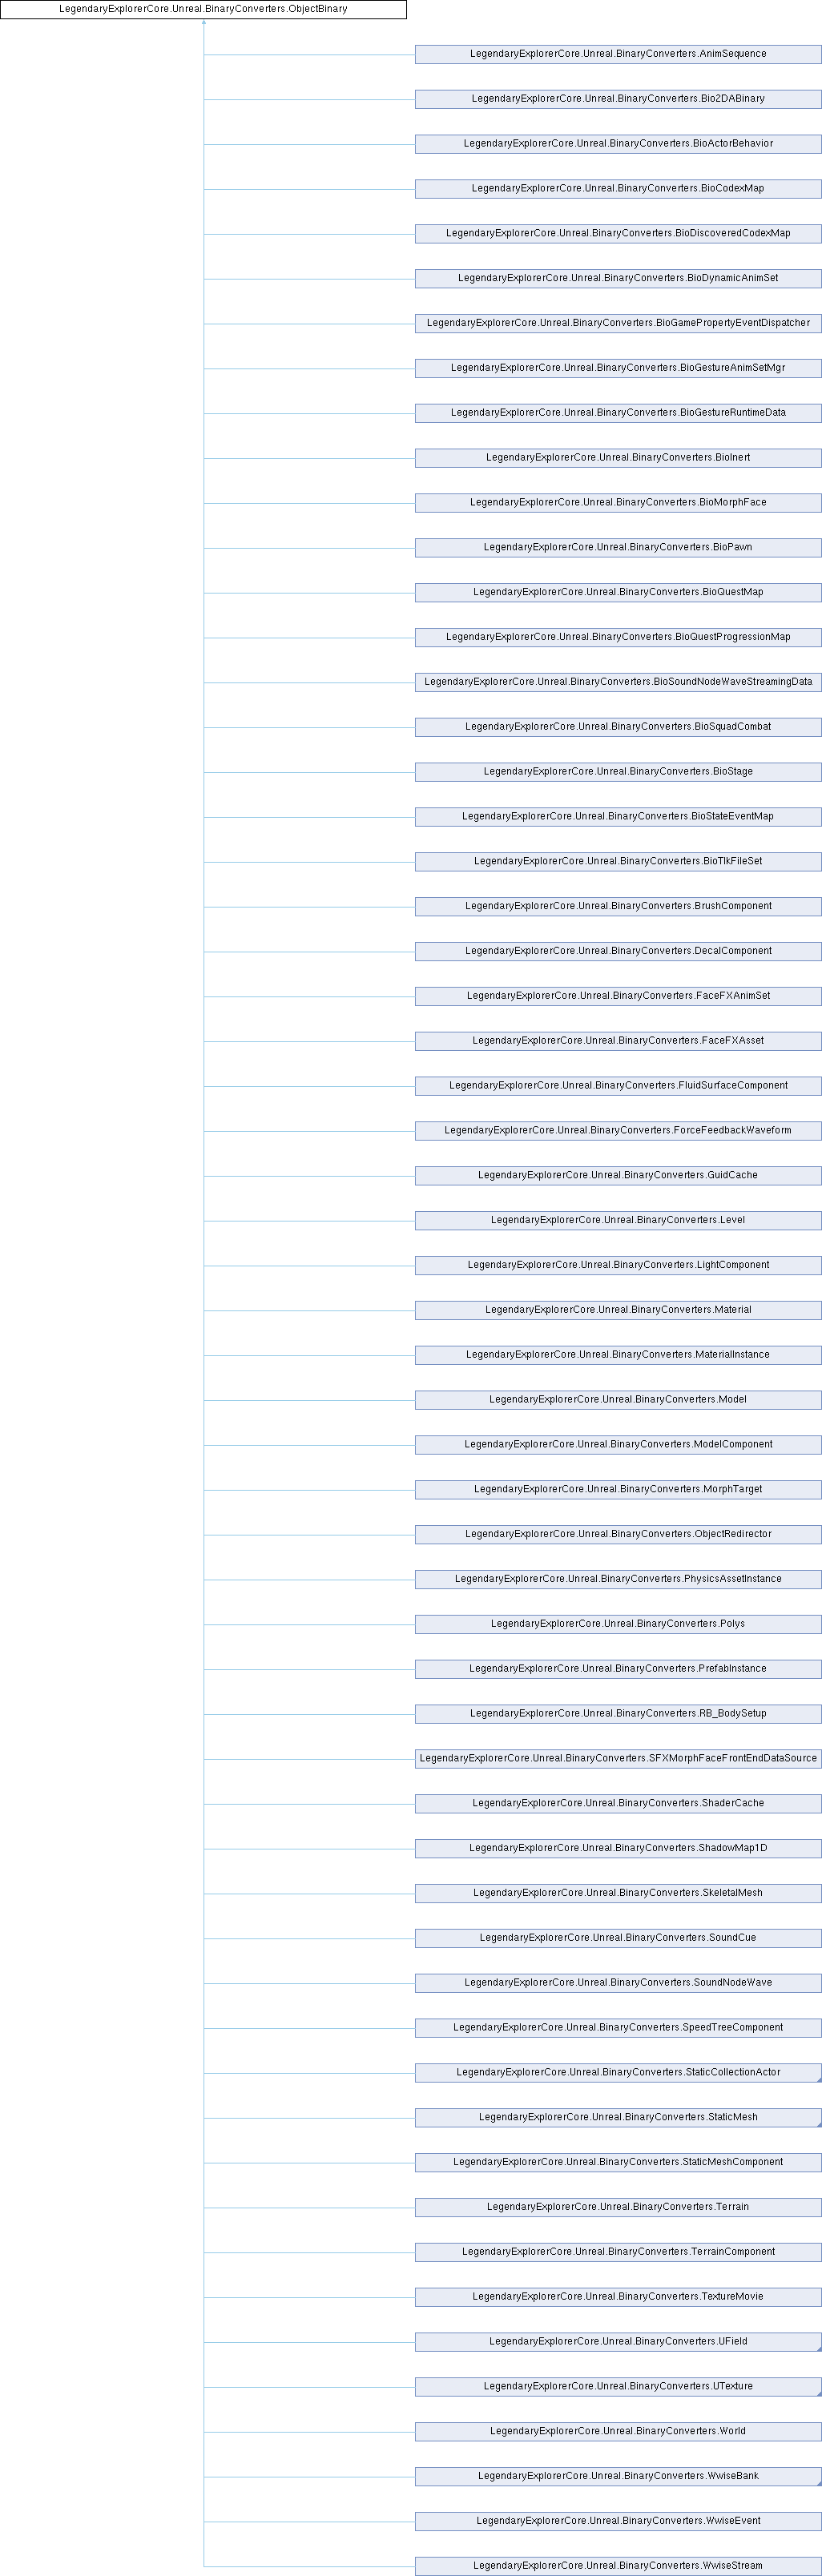 LegendaryExplorerCore.Unreal.BinaryConverters.ObjectBinary
LegendaryExplorerCore.Unreal.BinaryConverters.AnimSequence
LegendaryExplorerCore.Unreal.BinaryConverters.Bio2DABinary
LegendaryExplorerCore.Unreal.BinaryConverters.BioActorBehavior
LegendaryExplorerCore.Unreal.BinaryConverters.BioCodexMap
LegendaryExplorerCore.Unreal.BinaryConverters.BioDiscoveredCodexMap
LegendaryExplorerCore.Unreal.BinaryConverters.BioDynamicAnimSet
LegendaryExplorerCore.Unreal.BinaryConverters.BioGamePropertyEventDispatcher
LegendaryExplorerCore.Unreal.BinaryConverters.BioGestureAnimSetMgr
LegendaryExplorerCore.Unreal.BinaryConverters.BioGestureRuntimeData
LegendaryExplorerCore.Unreal.BinaryConverters.BioInert
LegendaryExplorerCore.Unreal.BinaryConverters.BioMorphFace
LegendaryExplorerCore.Unreal.BinaryConverters.BioPawn
LegendaryExplorerCore.Unreal.BinaryConverters.BioQuestMap
LegendaryExplorerCore.Unreal.BinaryConverters.BioQuestProgressionMap
LegendaryExplorerCore.Unreal.BinaryConverters.BioSoundNodeWaveStreamingData
LegendaryExplorerCore.Unreal.BinaryConverters.BioSquadCombat
LegendaryExplorerCore.Unreal.BinaryConverters.BioStage
LegendaryExplorerCore.Unreal.BinaryConverters.BioStateEventMap
LegendaryExplorerCore.Unreal.BinaryConverters.BioTlkFileSet
LegendaryExplorerCore.Unreal.BinaryConverters.BrushComponent
LegendaryExplorerCore.Unreal.BinaryConverters.DecalComponent
LegendaryExplorerCore.Unreal.BinaryConverters.FaceFXAnimSet
LegendaryExplorerCore.Unreal.BinaryConverters.FaceFXAsset
LegendaryExplorerCore.Unreal.BinaryConverters.FluidSurfaceComponent
LegendaryExplorerCore.Unreal.BinaryConverters.ForceFeedbackWaveform
LegendaryExplorerCore.Unreal.BinaryConverters.GuidCache
LegendaryExplorerCore.Unreal.BinaryConverters.Level
LegendaryExplorerCore.Unreal.BinaryConverters.LightComponent
LegendaryExplorerCore.Unreal.BinaryConverters.Material
LegendaryExplorerCore.Unreal.BinaryConverters.MaterialInstance
LegendaryExplorerCore.Unreal.BinaryConverters.Model
LegendaryExplorerCore.Unreal.BinaryConverters.ModelComponent
LegendaryExplorerCore.Unreal.BinaryConverters.MorphTarget
LegendaryExplorerCore.Unreal.BinaryConverters.ObjectRedirector
LegendaryExplorerCore.Unreal.BinaryConverters.PhysicsAssetInstance
LegendaryExplorerCore.Unreal.BinaryConverters.Polys
LegendaryExplorerCore.Unreal.BinaryConverters.PrefabInstance
LegendaryExplorerCore.Unreal.BinaryConverters.RB_BodySetup
LegendaryExplorerCore.Unreal.BinaryConverters.SFXMorphFaceFrontEndDataSource
LegendaryExplorerCore.Unreal.BinaryConverters.ShaderCache
LegendaryExplorerCore.Unreal.BinaryConverters.ShadowMap1D
LegendaryExplorerCore.Unreal.BinaryConverters.SkeletalMesh
LegendaryExplorerCore.Unreal.BinaryConverters.SoundCue
LegendaryExplorerCore.Unreal.BinaryConverters.SoundNodeWave
LegendaryExplorerCore.Unreal.BinaryConverters.SpeedTreeComponent
LegendaryExplorerCore.Unreal.BinaryConverters.StaticCollectionActor
LegendaryExplorerCore.Unreal.BinaryConverters.StaticMesh
LegendaryExplorerCore.Unreal.BinaryConverters.StaticMeshComponent
LegendaryExplorerCore.Unreal.BinaryConverters.Terrain
LegendaryExplorerCore.Unreal.BinaryConverters.TerrainComponent
LegendaryExplorerCore.Unreal.BinaryConverters.TextureMovie
LegendaryExplorerCore.Unreal.BinaryConverters.UField
LegendaryExplorerCore.Unreal.BinaryConverters.UTexture
LegendaryExplorerCore.Unreal.BinaryConverters.World
LegendaryExplorerCore.Unreal.BinaryConverters.WwiseBank
LegendaryExplorerCore.Unreal.BinaryConverters.WwiseEvent
LegendaryExplorerCore.Unreal.BinaryConverters.WwiseStream